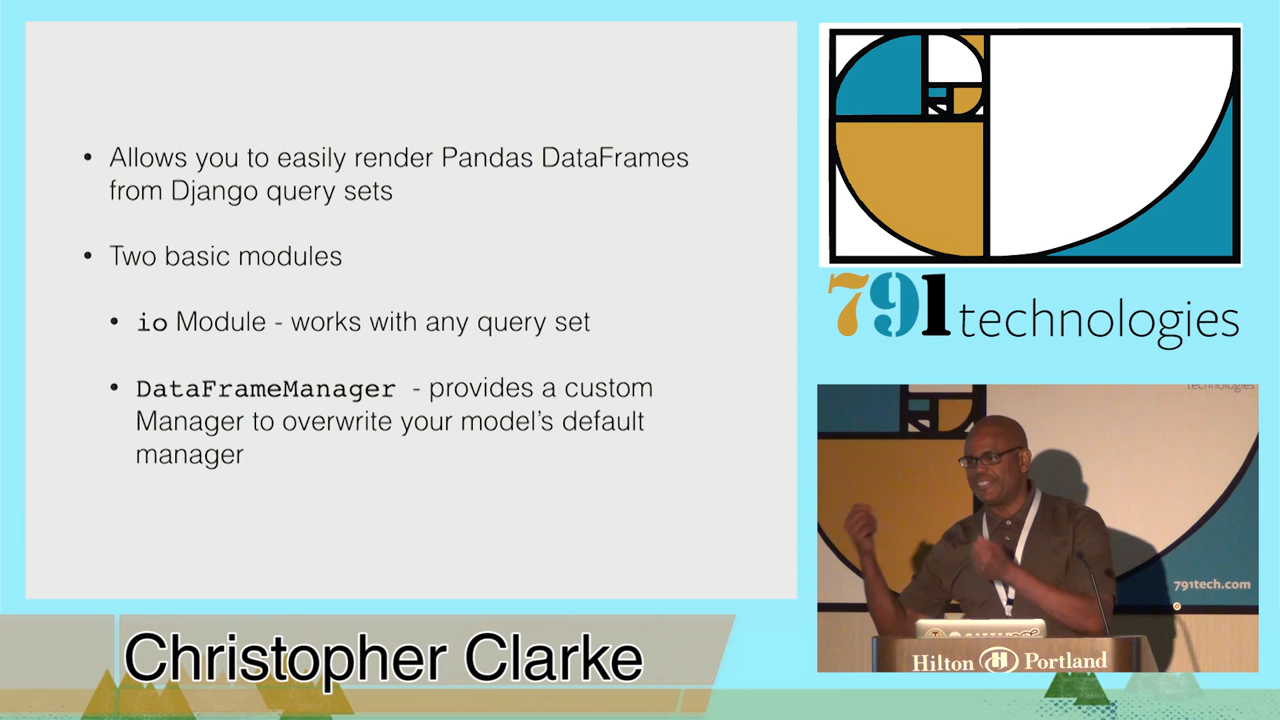 • Allows you to easily render Pandas DataFrames
from Django query sets
• Two basic modules
• io Module - works with any query set
• DataFrameManager - provides a custom
Manager to overwrite your model's default
manager
791 technologies
technologies
791tech.com
Hilton H Portland
Christopher Clarke